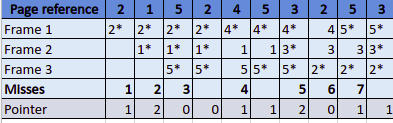 Page reference 2 1 5 2 4 5 3 2 5 3
Frame 1 2* 2* 2* 2* 4* 4* 4* 4 5* 5*
Frame 2 1* 1* 1* 1 1 3* 3 3 3*
Frame 3 5* 5* 5 5* 5* 2* 2* 2*
Misses 1 2 3 4 5 6 7
Pointer 1 2 0 0 1 1 2 0 1 1